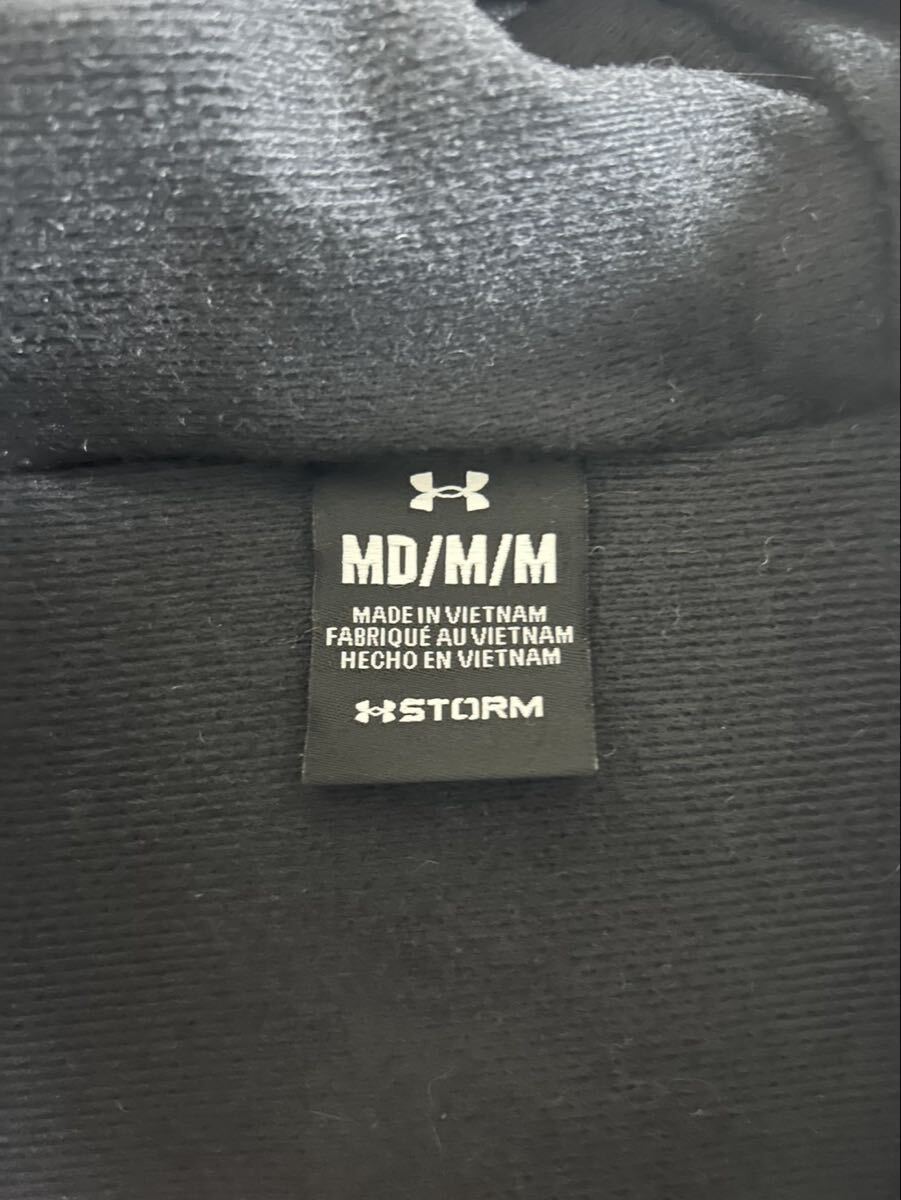 MD/M/M
MADE IN VIETNAM
FABRIQUÉ AU VIETNAM
HECHO EN VIETNAM
STORM